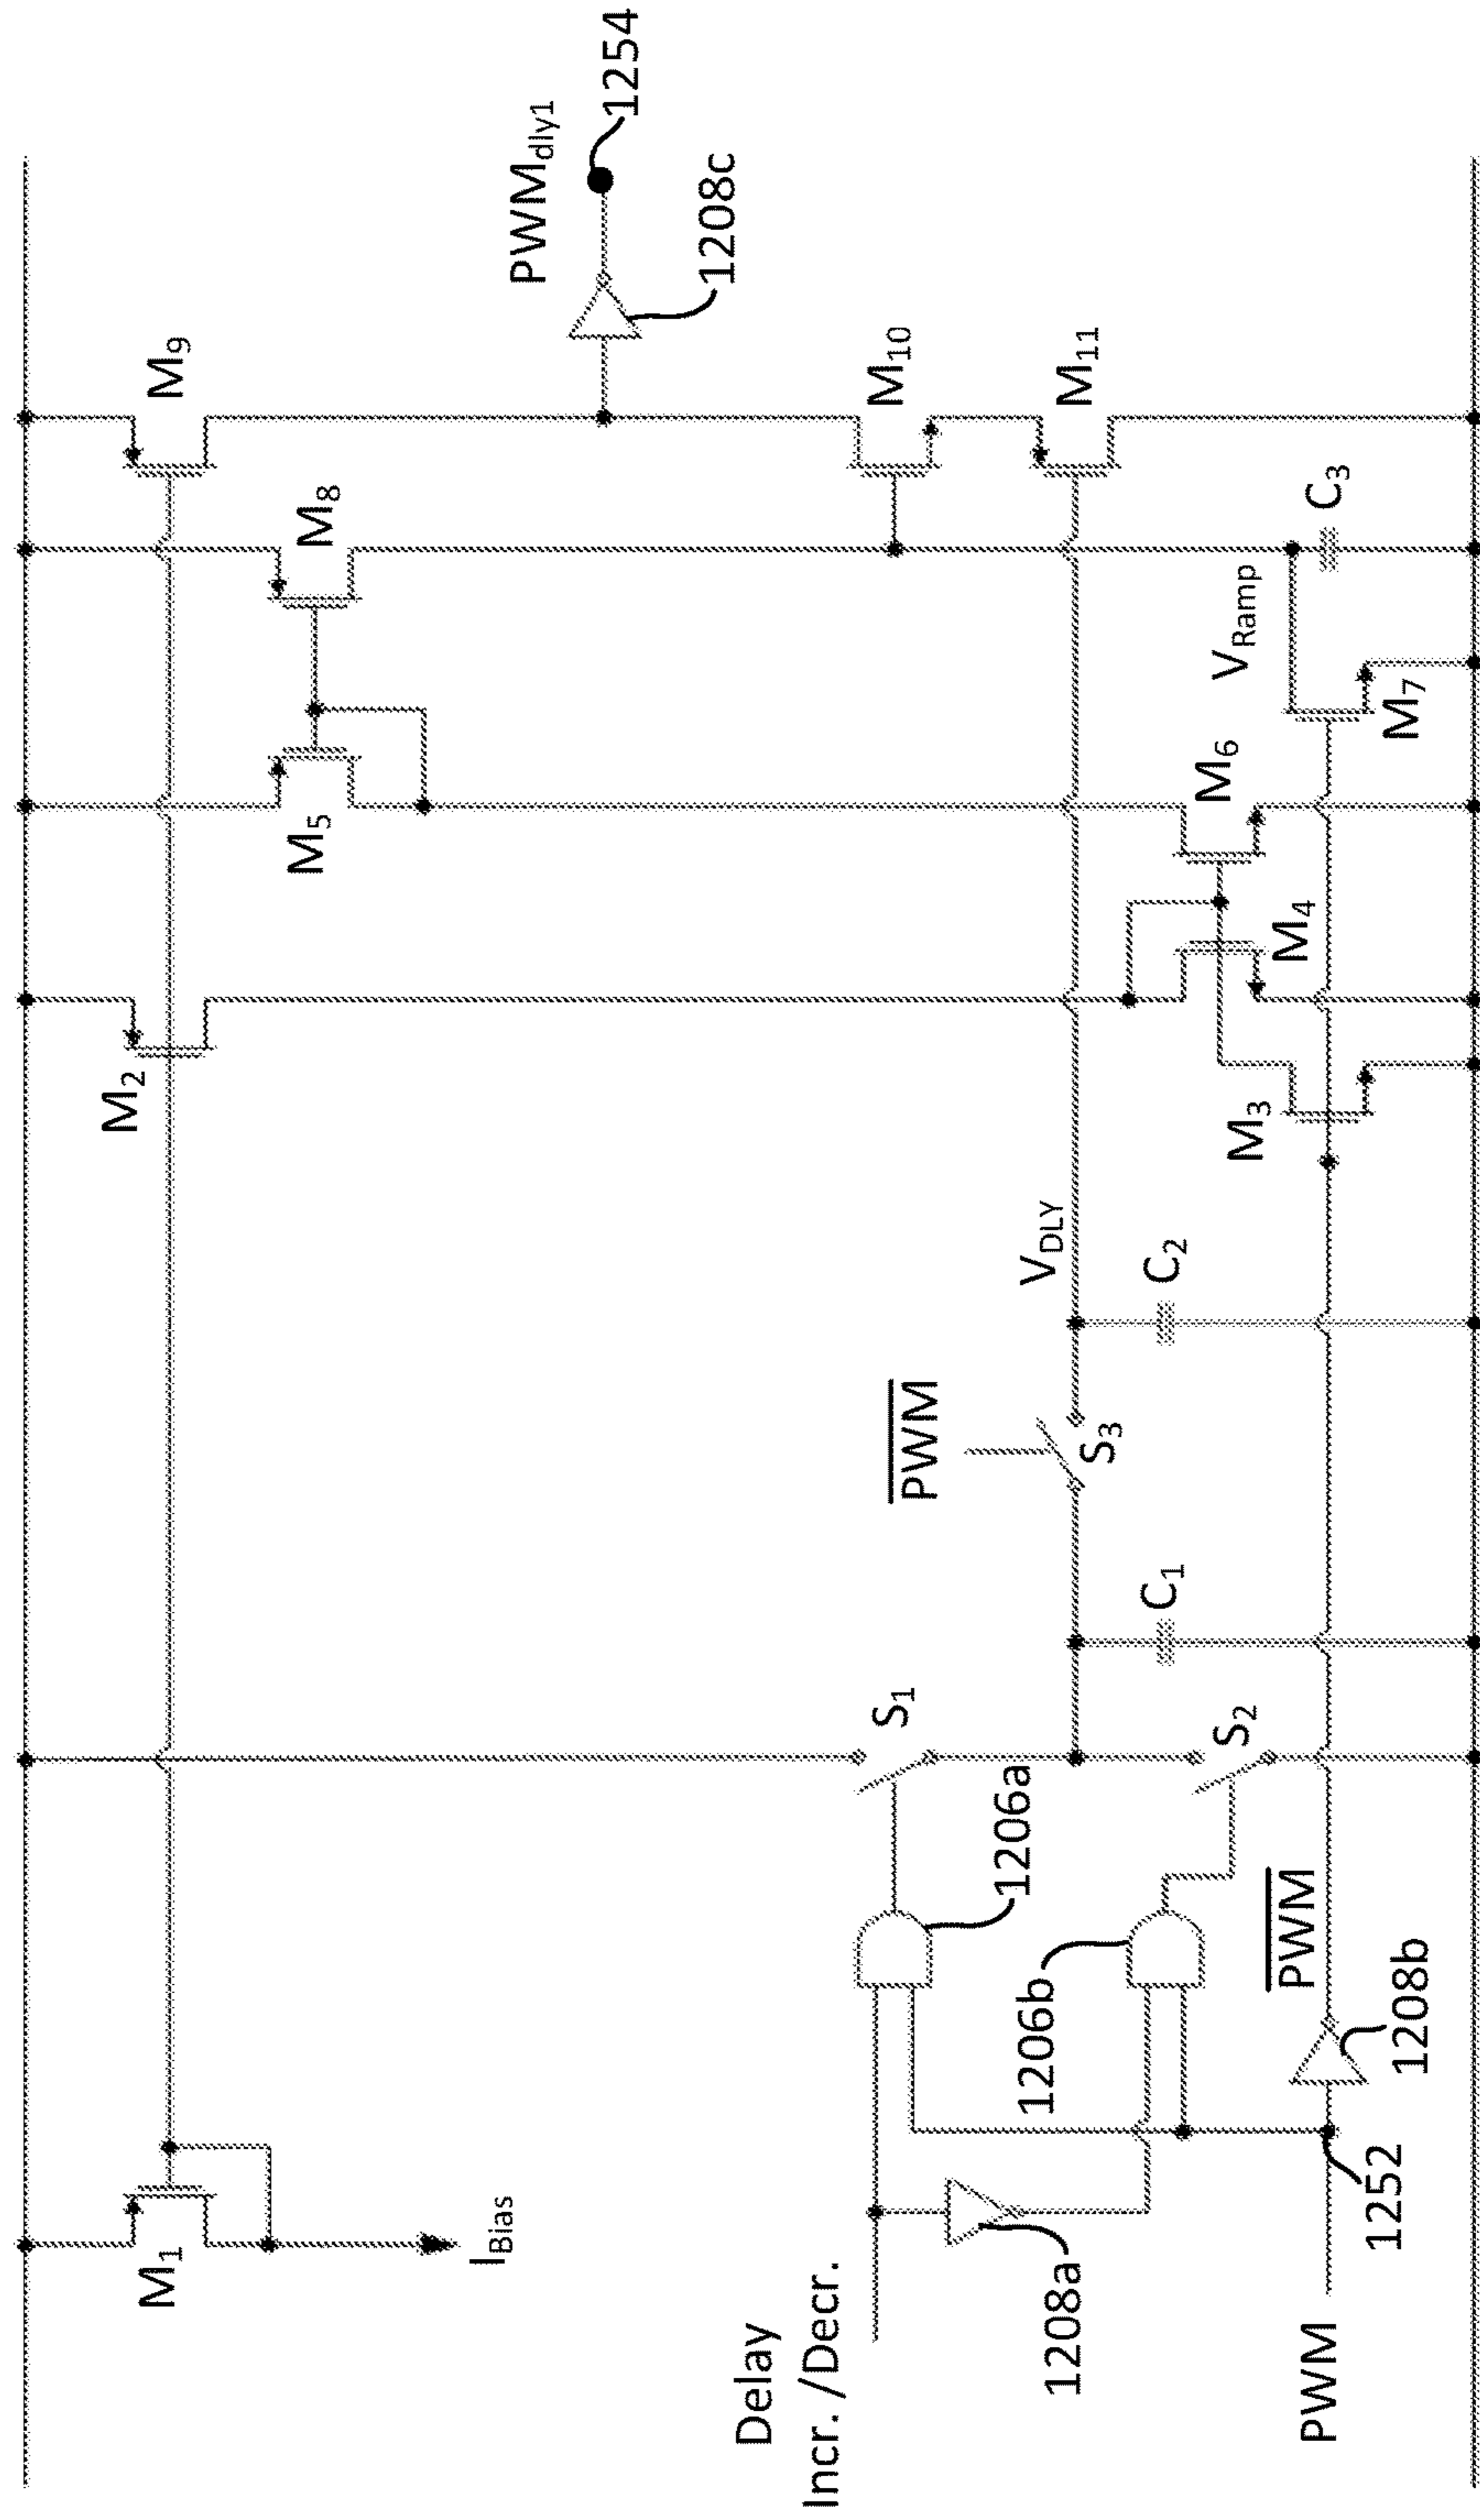 M1
IBias
Delay
Incr. /Decr.
1208a
PWM
1252
1208b
PWM
1206b
1206a
S1
S2
C1
PWM
S3
C2
VDLY
M2
M3
M4
M5
M6
M7
VRamp
M8
C3
M9
M10
M11
PWMdly1
1208c
1254